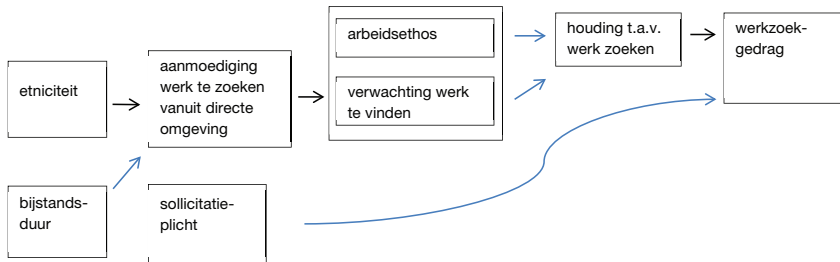 etniciteit
aanmoediging
werk te zoeken
vanuit directe
omgeving
arbeidsethos
verwachting werk
te vinden
houding t.a.v.
werk zoeken
werkzoek-
gedrag
bijstands-
duur
sollicitatie-
plicht